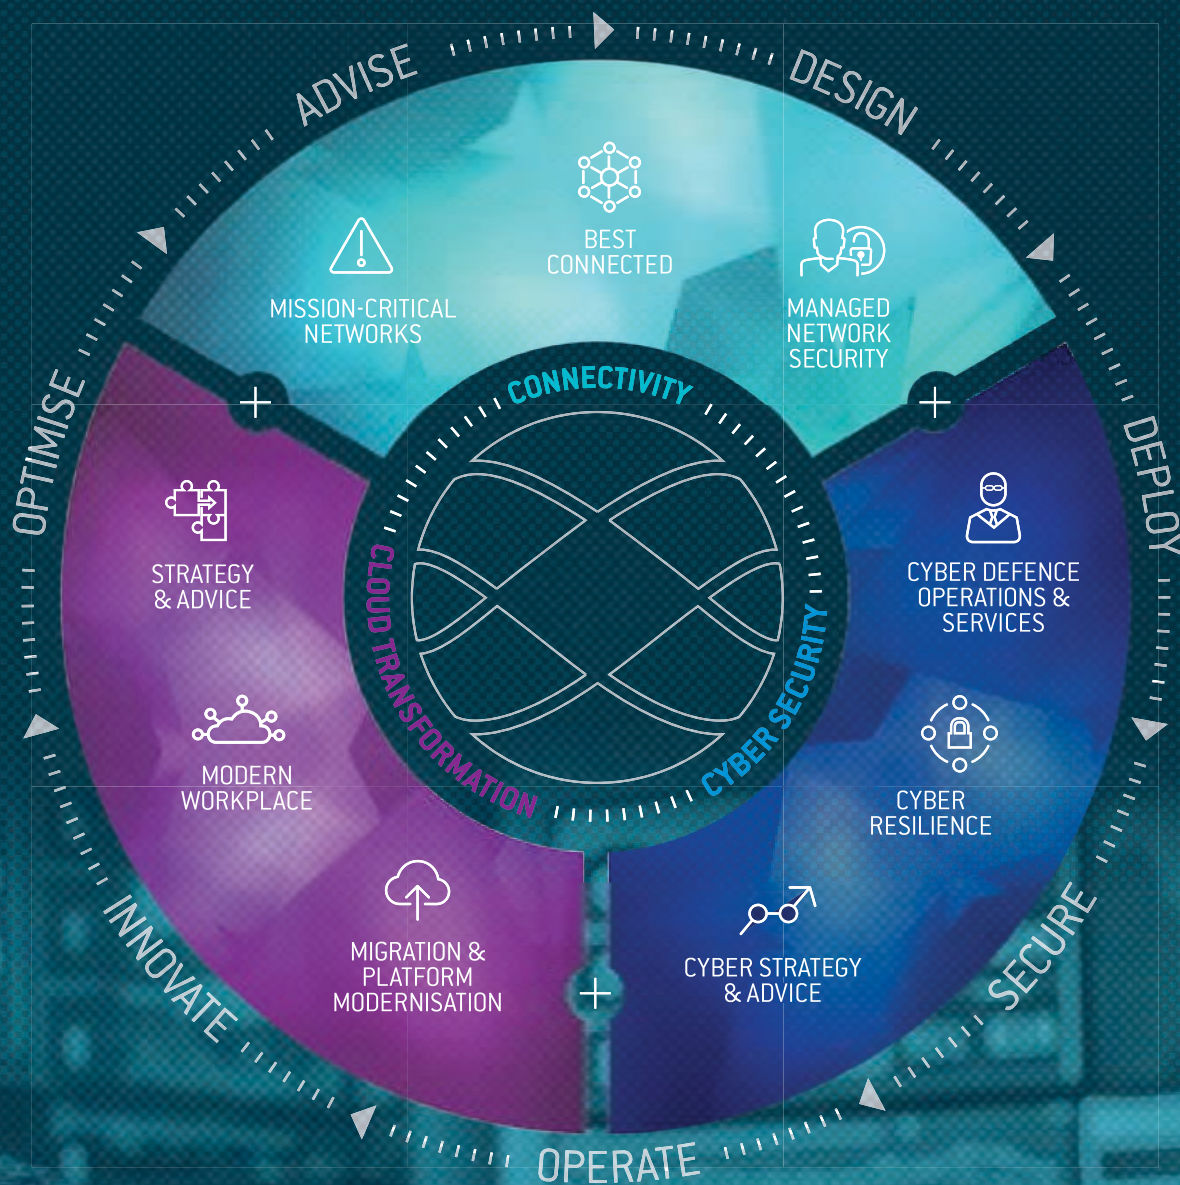 ADVISE
DESIGN
DEPLOY
SECURE
OPERATE
INNOVATE
OPTIMISE
BEST
CONNECTED
MISSION-CRITICAL
NETWORKS
MANAGED
NETWORK
SECURITY
CONNECTIVITY
CYBER DEFENCE
OPERATIONS &
SERVICES
CYBER
RESILIENCE
CYBER STRATEGY
& ADVICE
CYBER SECURITY
STRATEGY
& ADVICE
MODERN
WORKPLACE
MIGRATION &
PLATFORM
MODERNISATION
CLOUD TRANSFORMATION